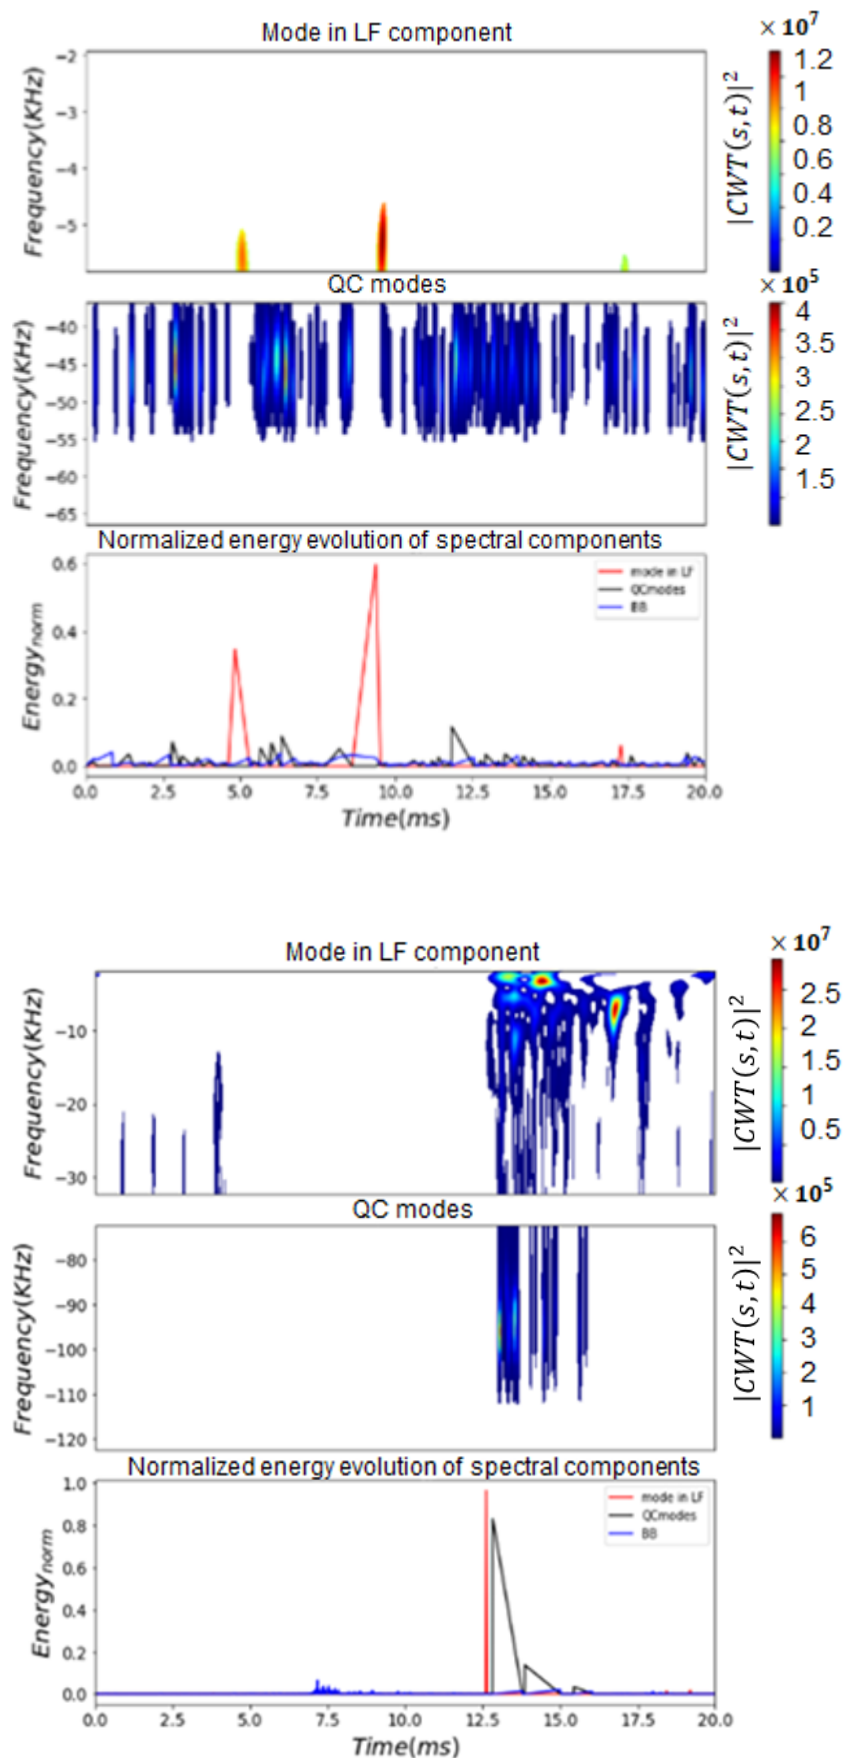 Mode in LF component
× 10⁷
Frequency(KHz)
−2
−3
−4
−5
1.2
1
0.8
0.6
0.4
0.2
|CWT(s,t)|²
QC modes
× 10⁵
Frequency(KHz)
−40
−45
−50
−55
−60
−65
4
3.5
3
2.5
2
1.5
|CWT(s,t)|²
Normalized energy evolution of spectral components
Energy_norm
0.6
0.4
0.2
0.0
mode in LF
QCmodes
BB
0.0 2.5 5.0 7.5 10.0 12.5 15.0 17.5 20.0
Time(ms)
Mode in LF component
× 10⁷
Frequency(KHz)
−10
−20
−30
2.5
2
1.5
1
0.5
|CWT(s,t)|²
QC modes
× 10⁵
Frequency(KHz)
−80
−90
−100
−110
−120
6
5
4
3
2
1
|CWT(s,t)|²
Normalized energy evolution of spectral components
Energy_norm
1.0
0.8
0.6
0.4
0.2
0.0
mode in LF
QCmodes
BB
0.0 2.5 5.0 7.5 10.0 12.5 15.0 17.5 20.0
Time(ms)